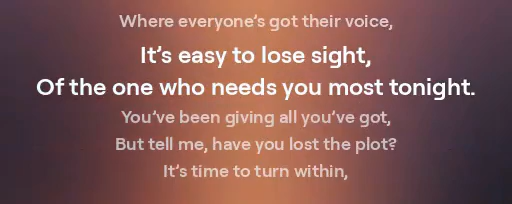 Where everyone’s got their voice,
It’s easy to lose sight,
Of the one who needs you most tonight.
You’ve been giving all you’ve got,
But tell me, have you lost the plot?
It’s time to turn within,